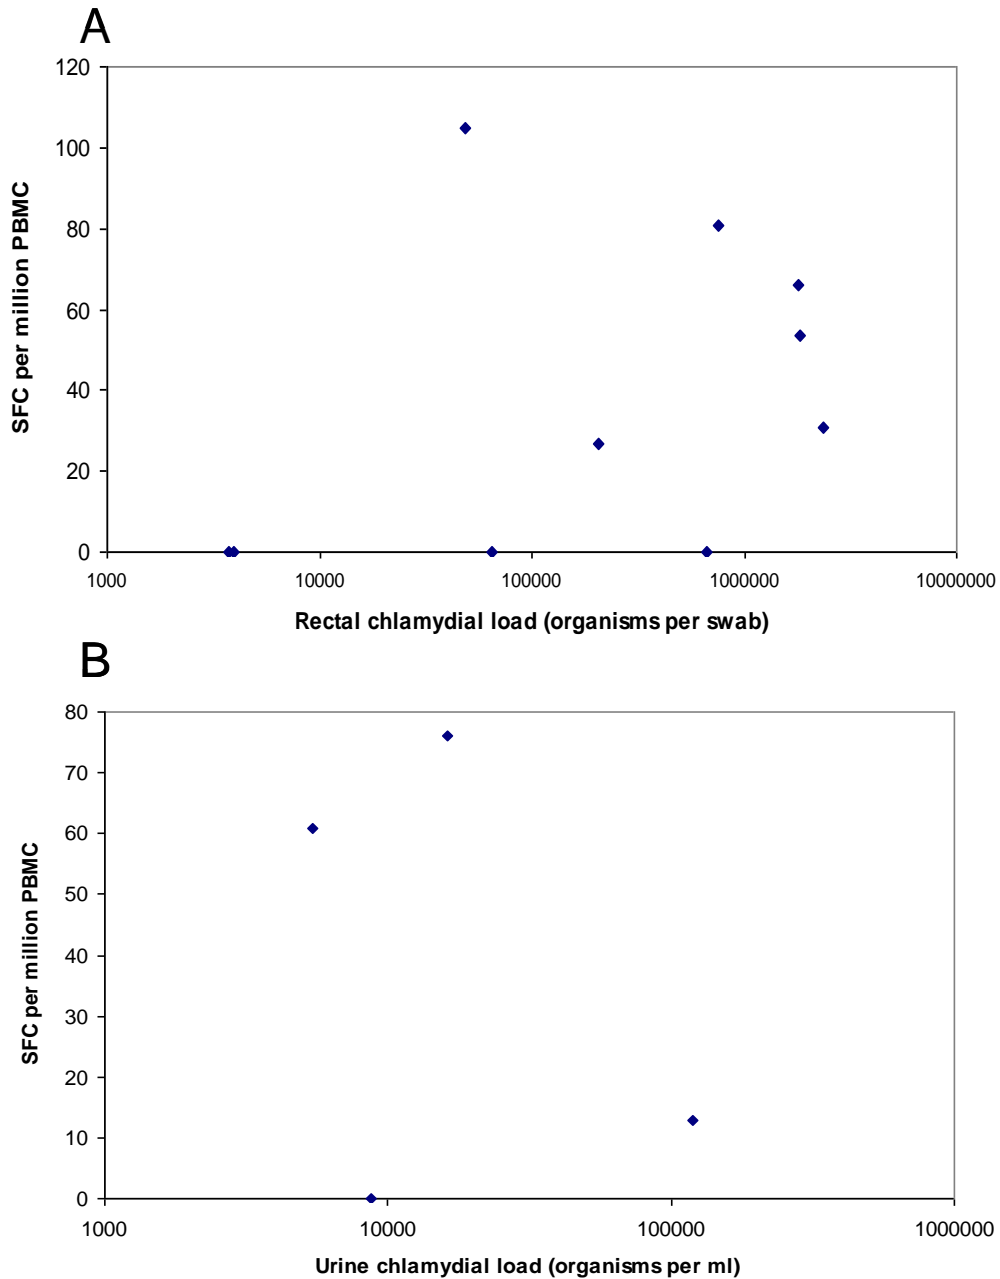 A
120
100
80
60
40
20
0
1000 10000 100000 1000000 10000000
SFC per million PBMC
Rectal chlamydial load (organisms per swab)
B
80
70
60
50
40
30
20
10
0
1000 10000 100000 1000000
SFC per million PBMC
Urine chlamydial load (organisms per ml)